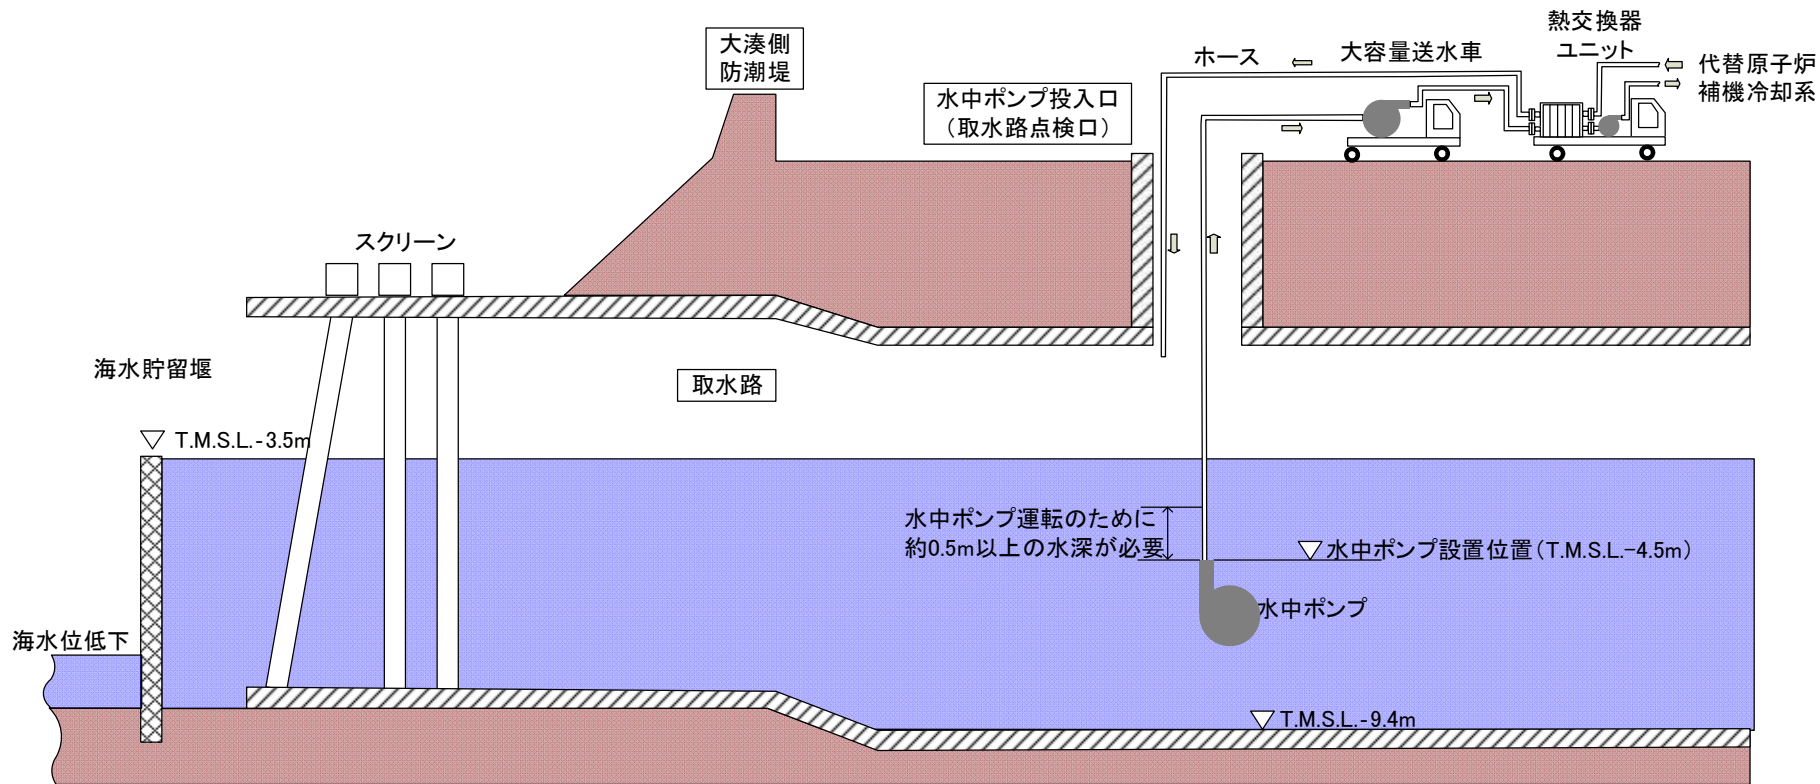 大湊側
防潮堤
水中ポンプ投入口
（取水路点検口）
ホース
大容量送水車
熱交換器
ユニット
代替原子炉
補機冷却系
スクリーン
海水貯留堰
取水路
T.M.S.L.-3.5m
水中ポンプ運転のために
約0.5m以上の水深が必要
水中ポンプ設置位置（T.M.S.L.-4.5m）
水中ポンプ
海水位低下
T.M.S.L.-9.4m